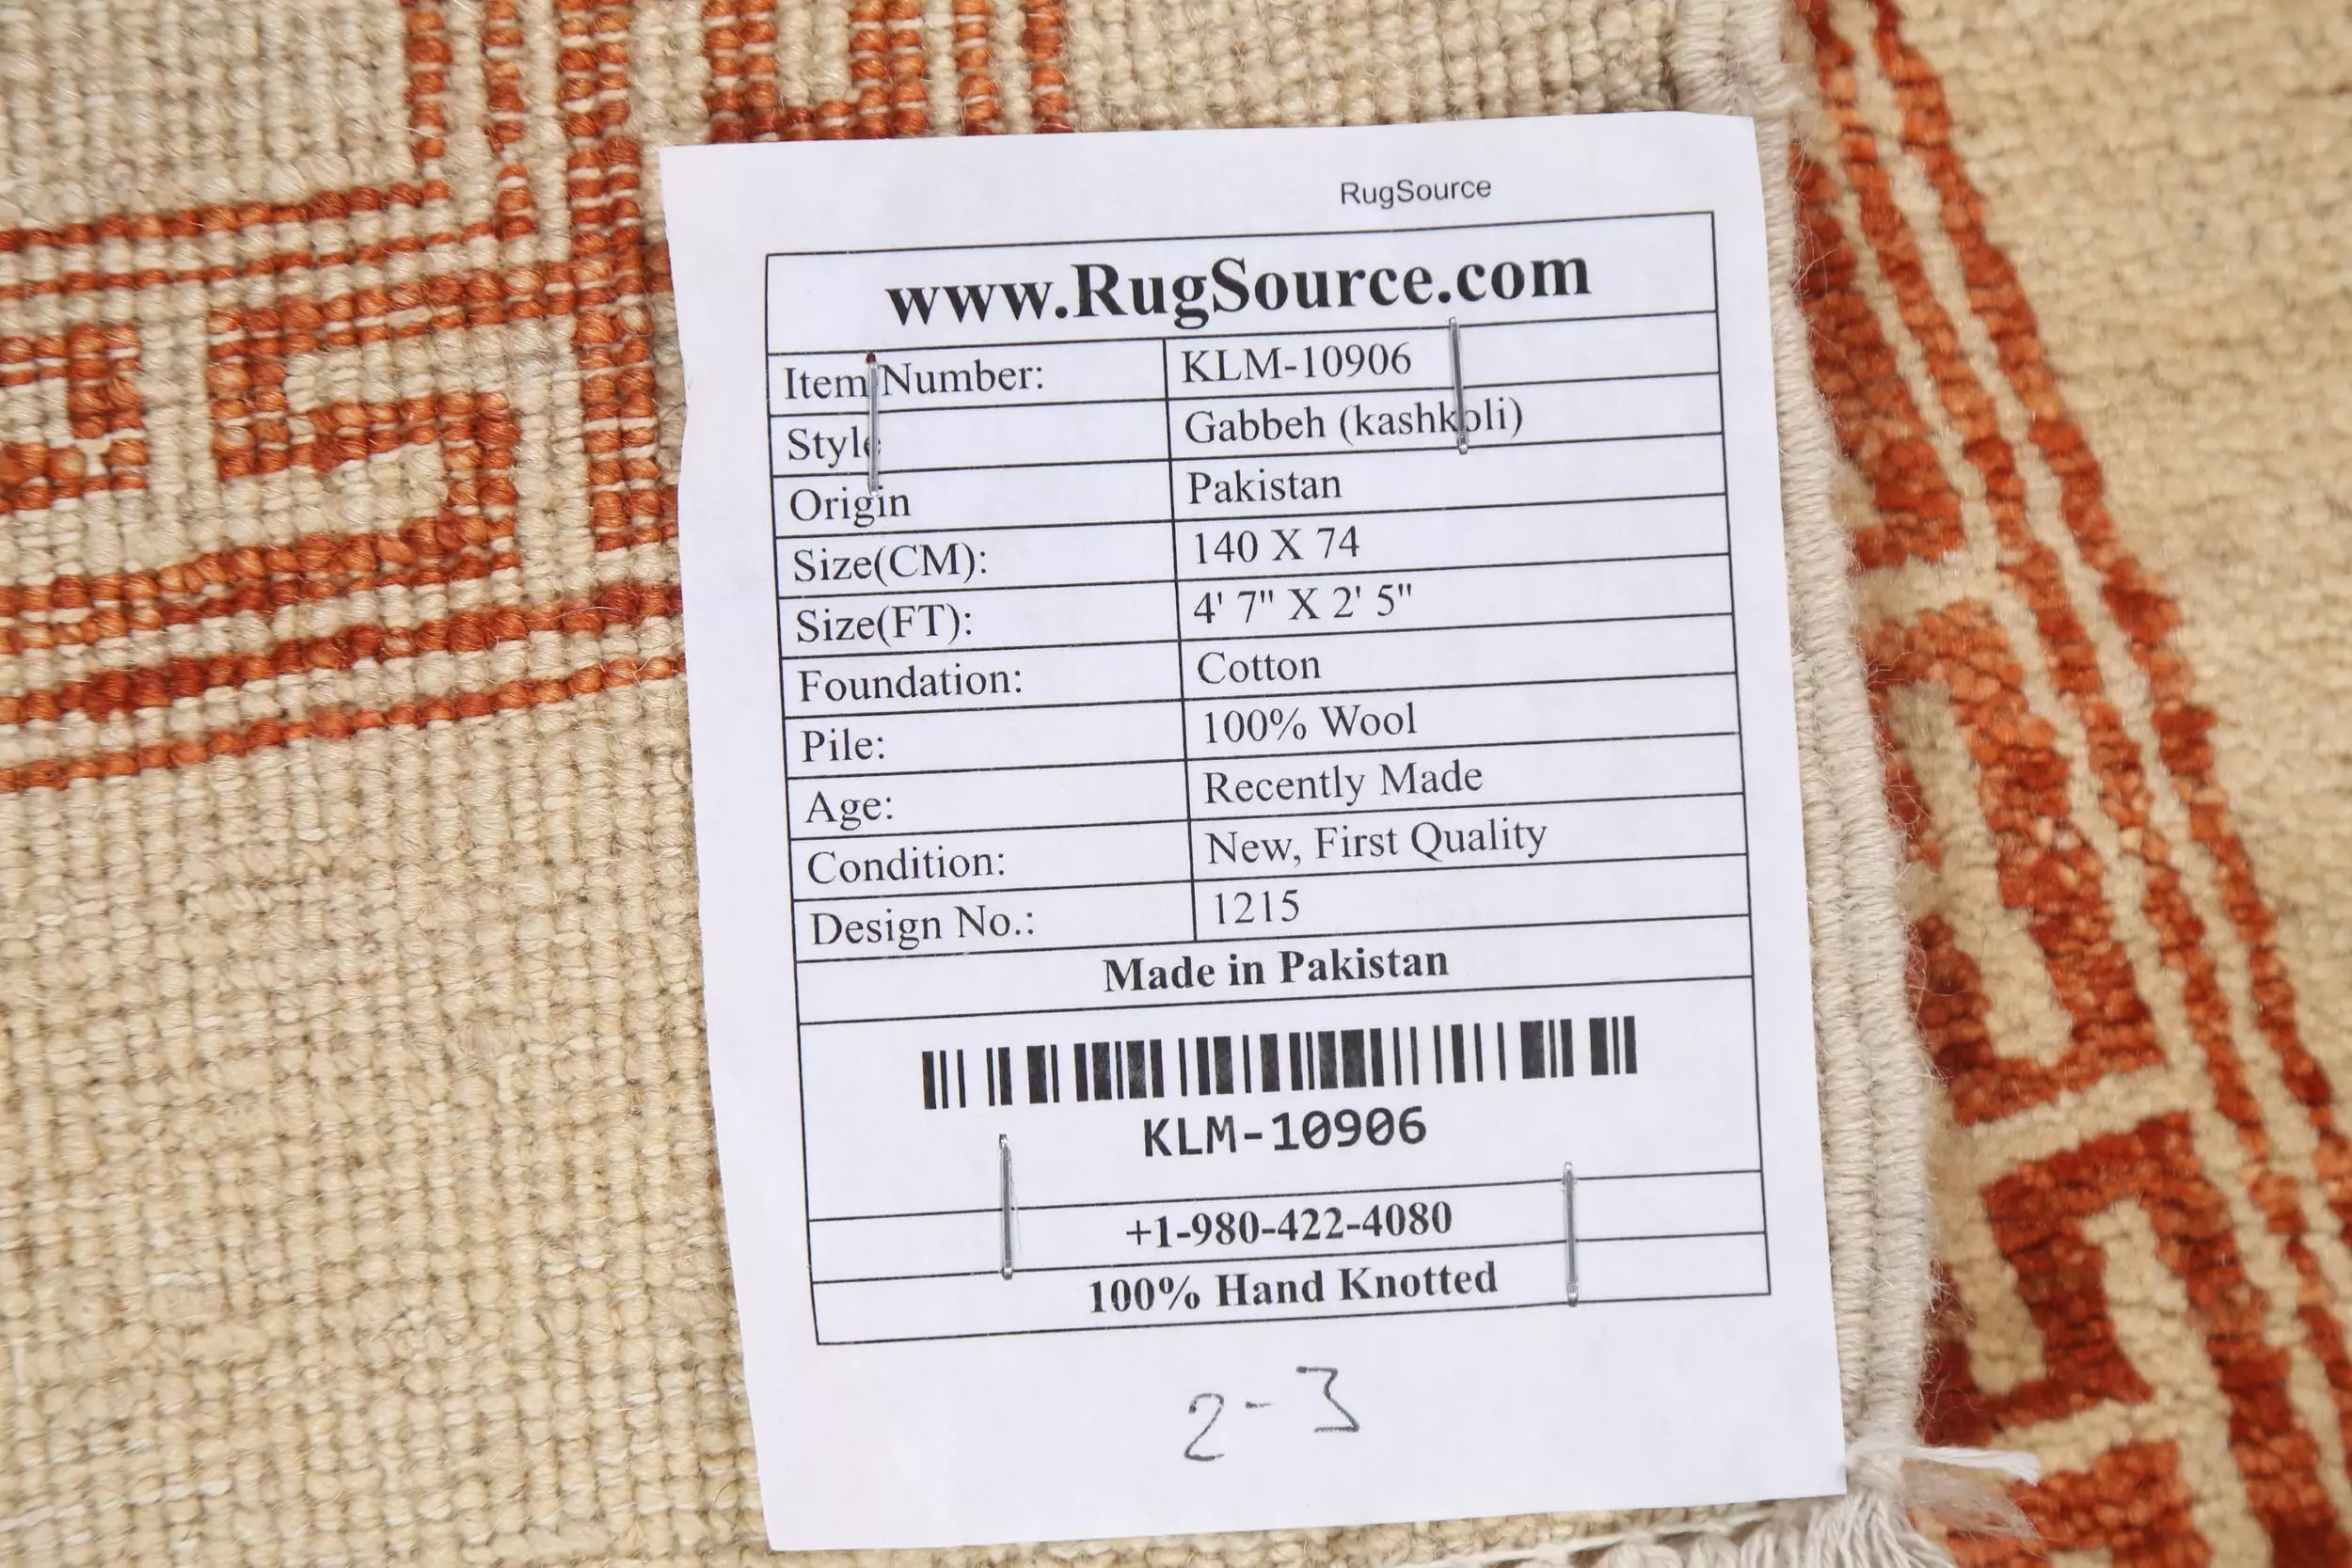 RugSource
www.RugSource.com
Item Number: KLM-10906
Style Gabbeh (kashkoli)
Origin Pakistan
Size(CM): 140 X 74
Size(FT): 4' 7" X 2' 5"
Foundation: Cotton
Pile: 100% Wool
Age: Recently Made
Condition: New, First Quality
Design No.: 1215
Made in Pakistan
KLM-10906
+1-980-422-4080
100% Hand Knotted
2-3